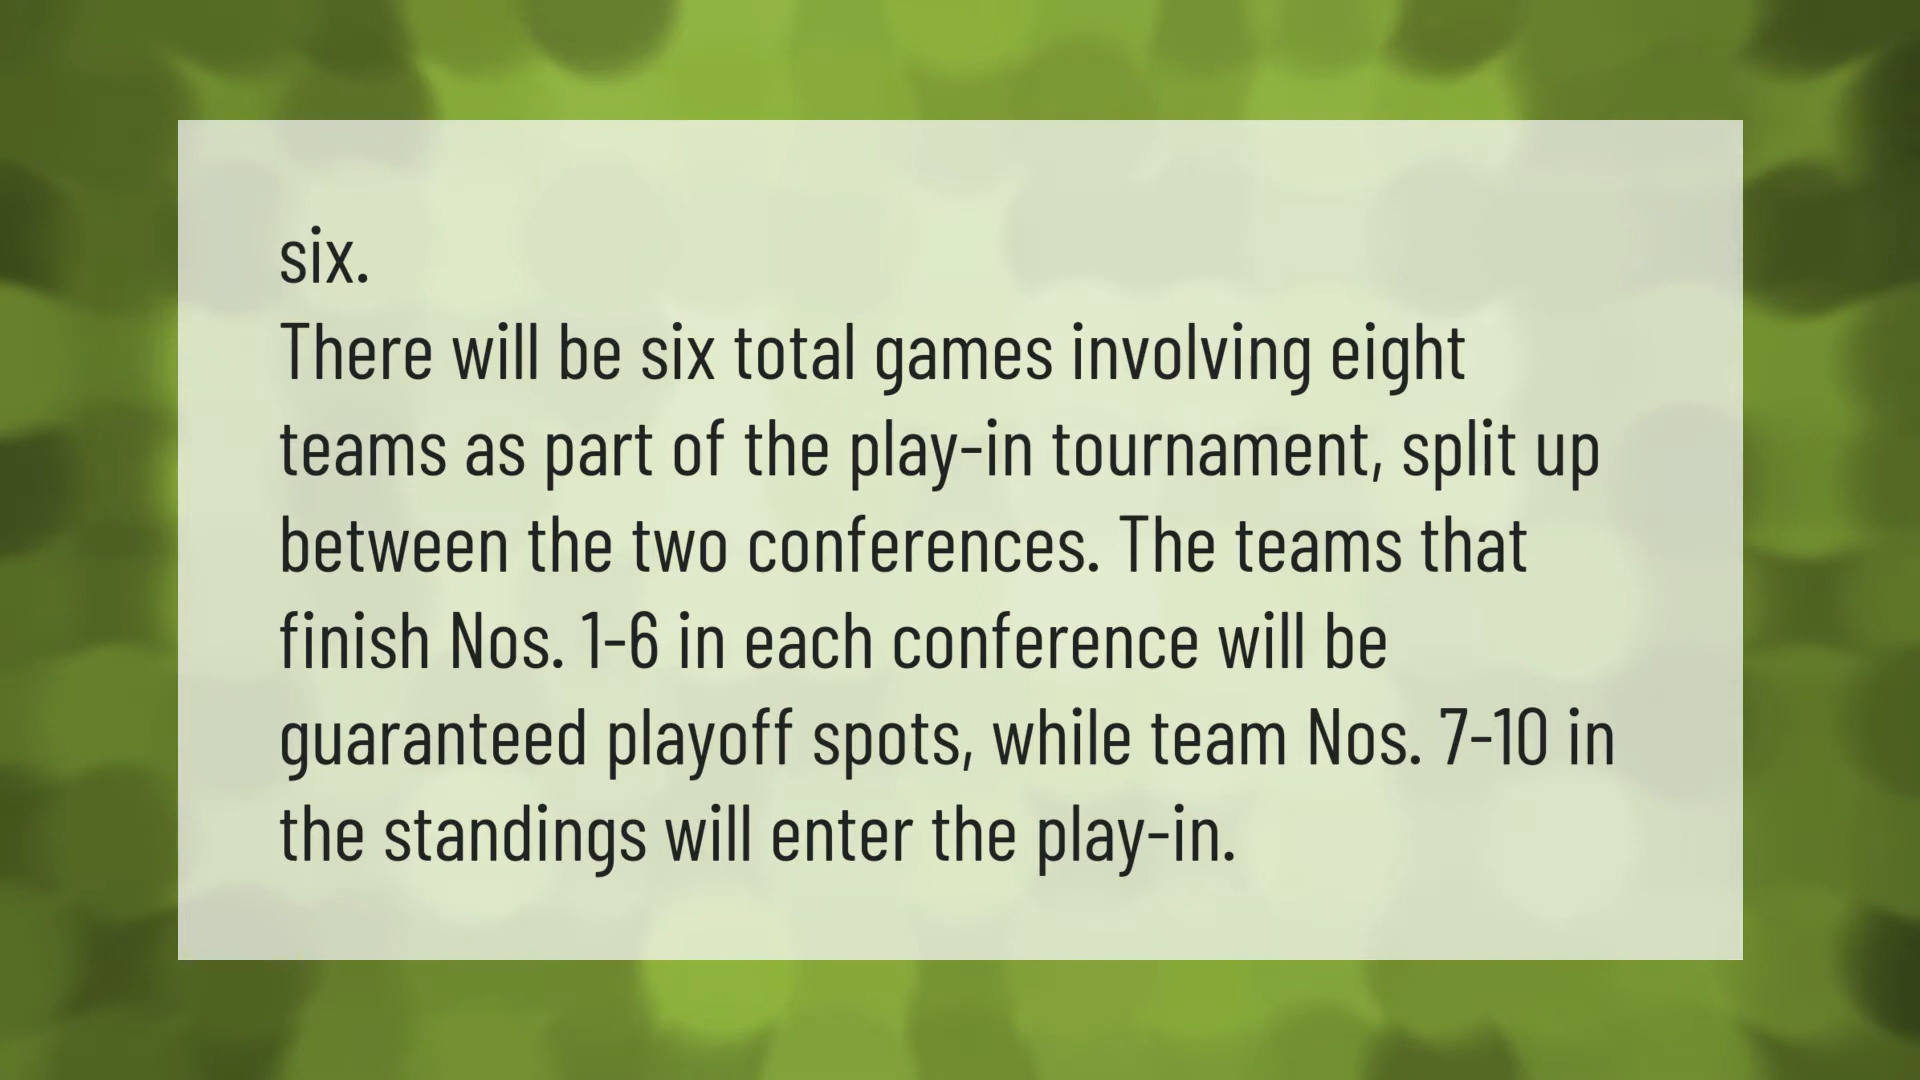 six.
There will be six total games involving eight
teams as part of the play-in tournament, split up
between the two conferences. The teams that
finish Nos. 1-6 in each conference will be
guaranteed playoff spots, while team Nos. 7-10 in
the standings will enter the play-in.